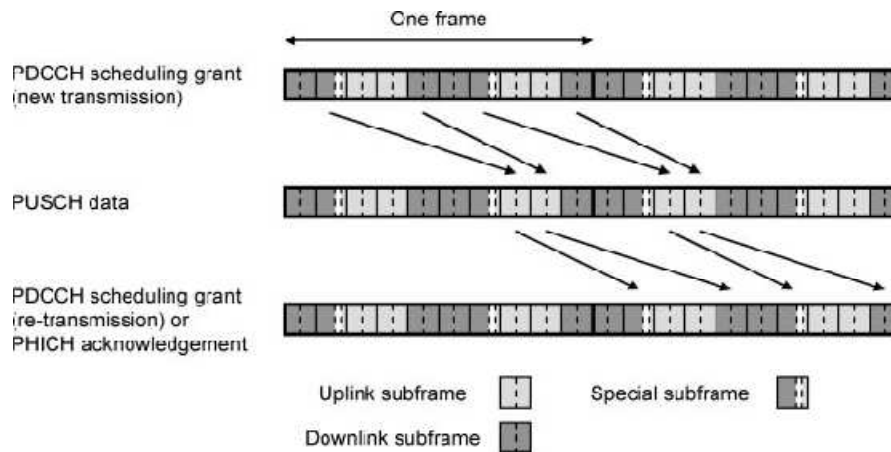 One frame
PDCCH scheduling grant
(new transmission)
PUSCH data
PDCCH scheduling grant
(re-transmission) or
PHICH acknowledgement
Uplink subframe
Special subframe
Downlink subframe